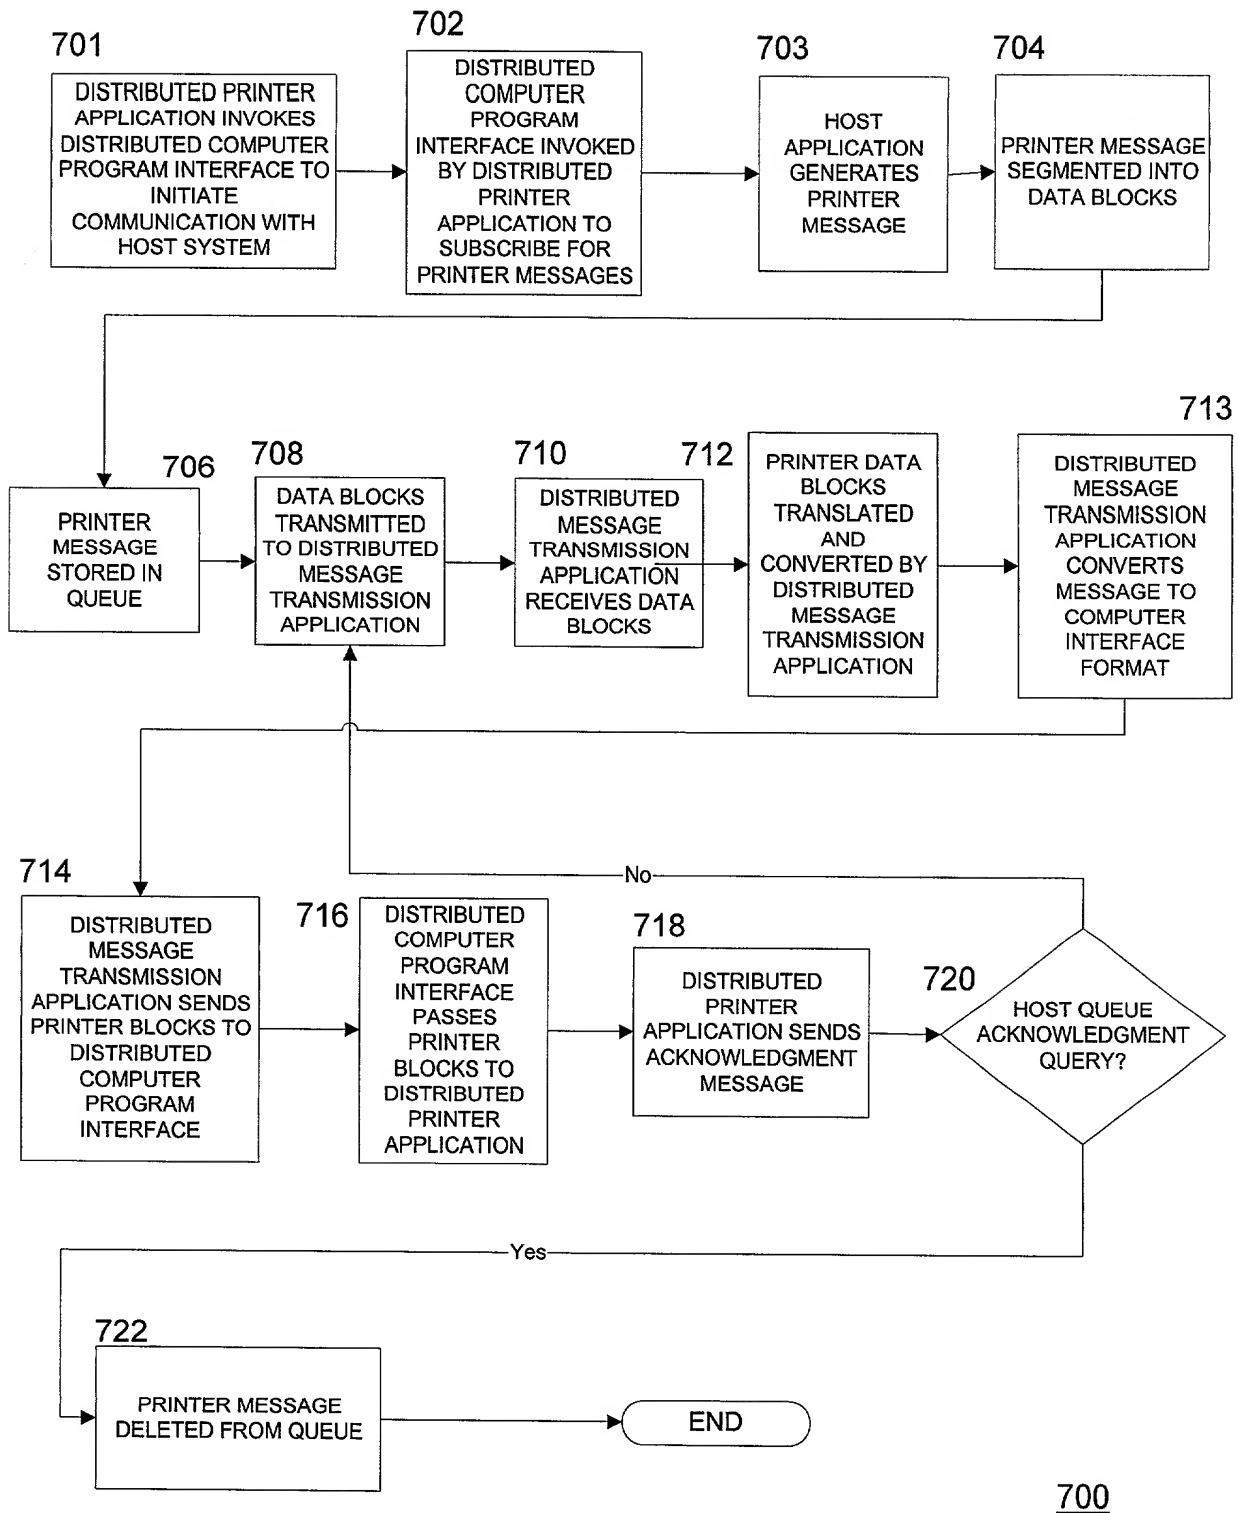 701
DISTRIBUTED PRINTER
APPLICATION INVOKES
DISTRIBUTED COMPUTER
PROGRAM INTERFACE TO
INITIATE
COMMUNICATION WITH
HOST SYSTEM
702
DISTRIBUTED
COMPUTER
PROGRAM
INTERFACE INVOKED
BY DISTRIBUTED
PRINTER
APPLICATION TO
SUBSCRIBE FOR
PRINTER MESSAGES
703
HOST
APPLICATION
GENERATES
PRINTER
MESSAGE
704
PRINTER MESSAGE
SEGMENTED INTO
DATA BLOCKS
706
PRINTER
MESSAGE
STORED IN
QUEUE
708
DATA BLOCKS
TRANSMITTED
TO DISTRIBUTED
MESSAGE
TRANSMISSION
APPLICATION
710
DISTRIBUTED
MESSAGE
TRANSMISSION
APPLICATION
RECEIVES DATA
BLOCKS
712
PRINTER DATA
BLOCKS
TRANSLATED
AND
CONVERTED BY
DISTRIBUTED
MESSAGE
TRANSMISSION
APPLICATION
713
DISTRIBUTED
MESSAGE
TRANSMISSION
APPLICATION
CONVERTS
MESSAGE TO
COMPUTER
INTERFACE
FORMAT
714
DISTRIBUTED
MESSAGE
TRANSMISSION
APPLICATION SENDS
PRINTER BLOCKS TO
DISTRIBUTED
COMPUTER
PROGRAM
INTERFACE
716
DISTRIBUTED
COMPUTER
PROGRAM
INTERFACE
PASSES
PRINTER
BLOCKS TO
DISTRIBUTED
PRINTER
APPLICATION
718
DISTRIBUTED
PRINTER
APPLICATION SENDS
ACKNOWLEDGMENT
MESSAGE
720
HOST QUEUE
ACKNOWLEDGMENT
QUERY?
No
Yes
722
PRINTER MESSAGE
DELETED FROM QUEUE
END
700